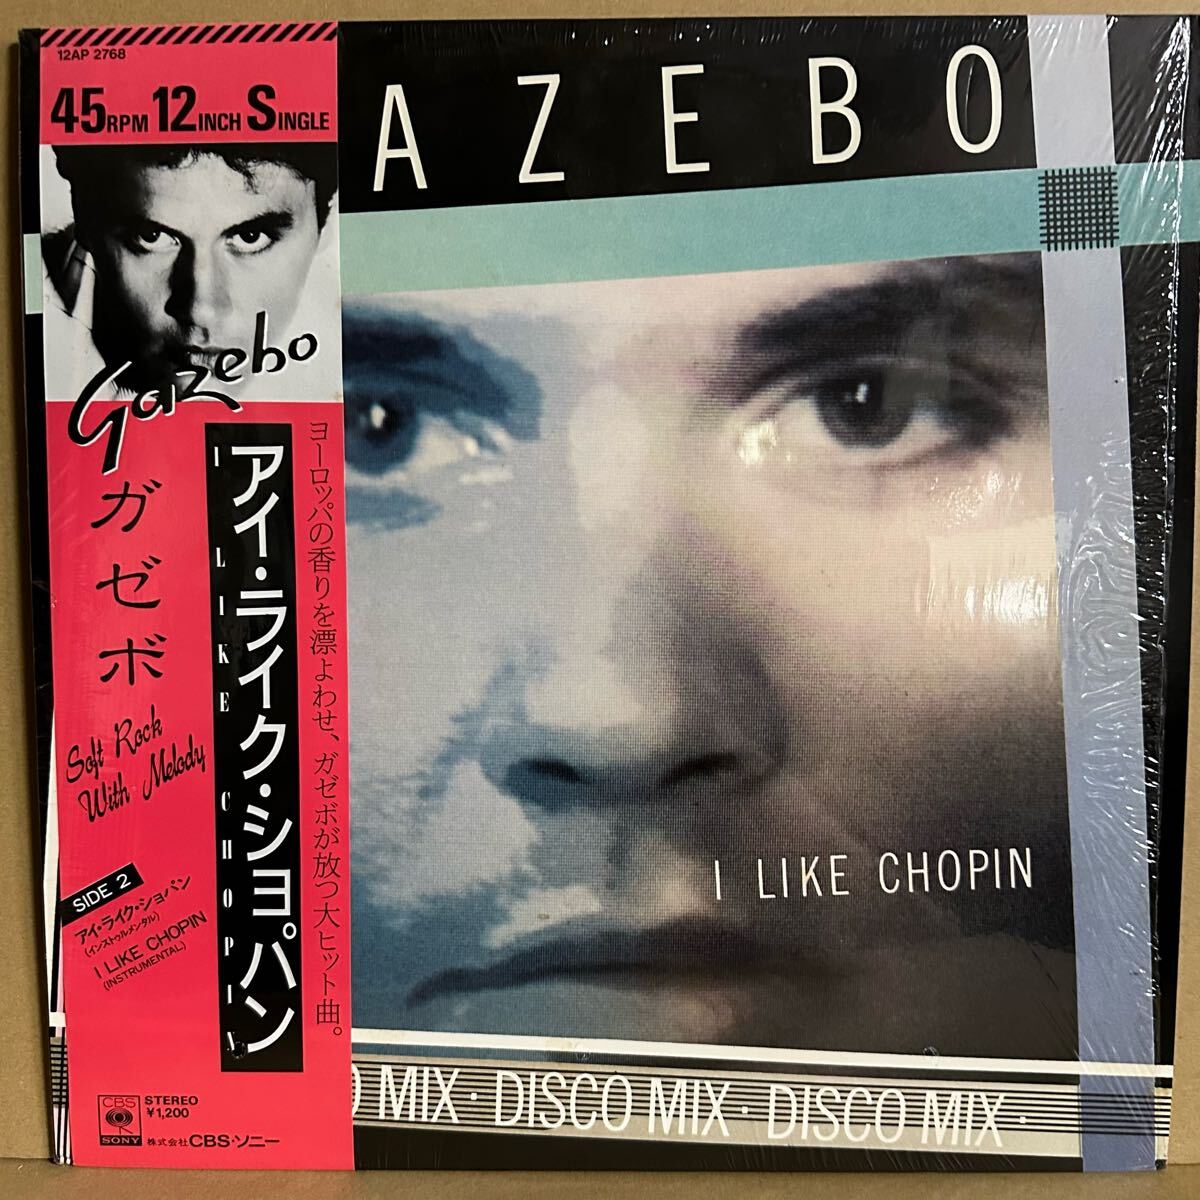 12AP 2768
45RPM 12INCH SINGLE
Gazebo
ガゼボ
Soft Rock
With Melody
アイ・ライク・ショパン
I LIKE CHOPIN
ヨーロッパの香りを漂よわせ、ガゼボが放つ大ヒット曲。
SIDE 2
アイ・ライク・ショパン
(インストゥルメンタル)
I LIKE CHOPIN
(INSTRUMENTAL)
CBS
SONY
STEREO
¥1,200
株式会社CBS・ソニー
AZEBO
I LIKE CHOPIN
O MIX · DISCO MIX · DISCO MIX ·